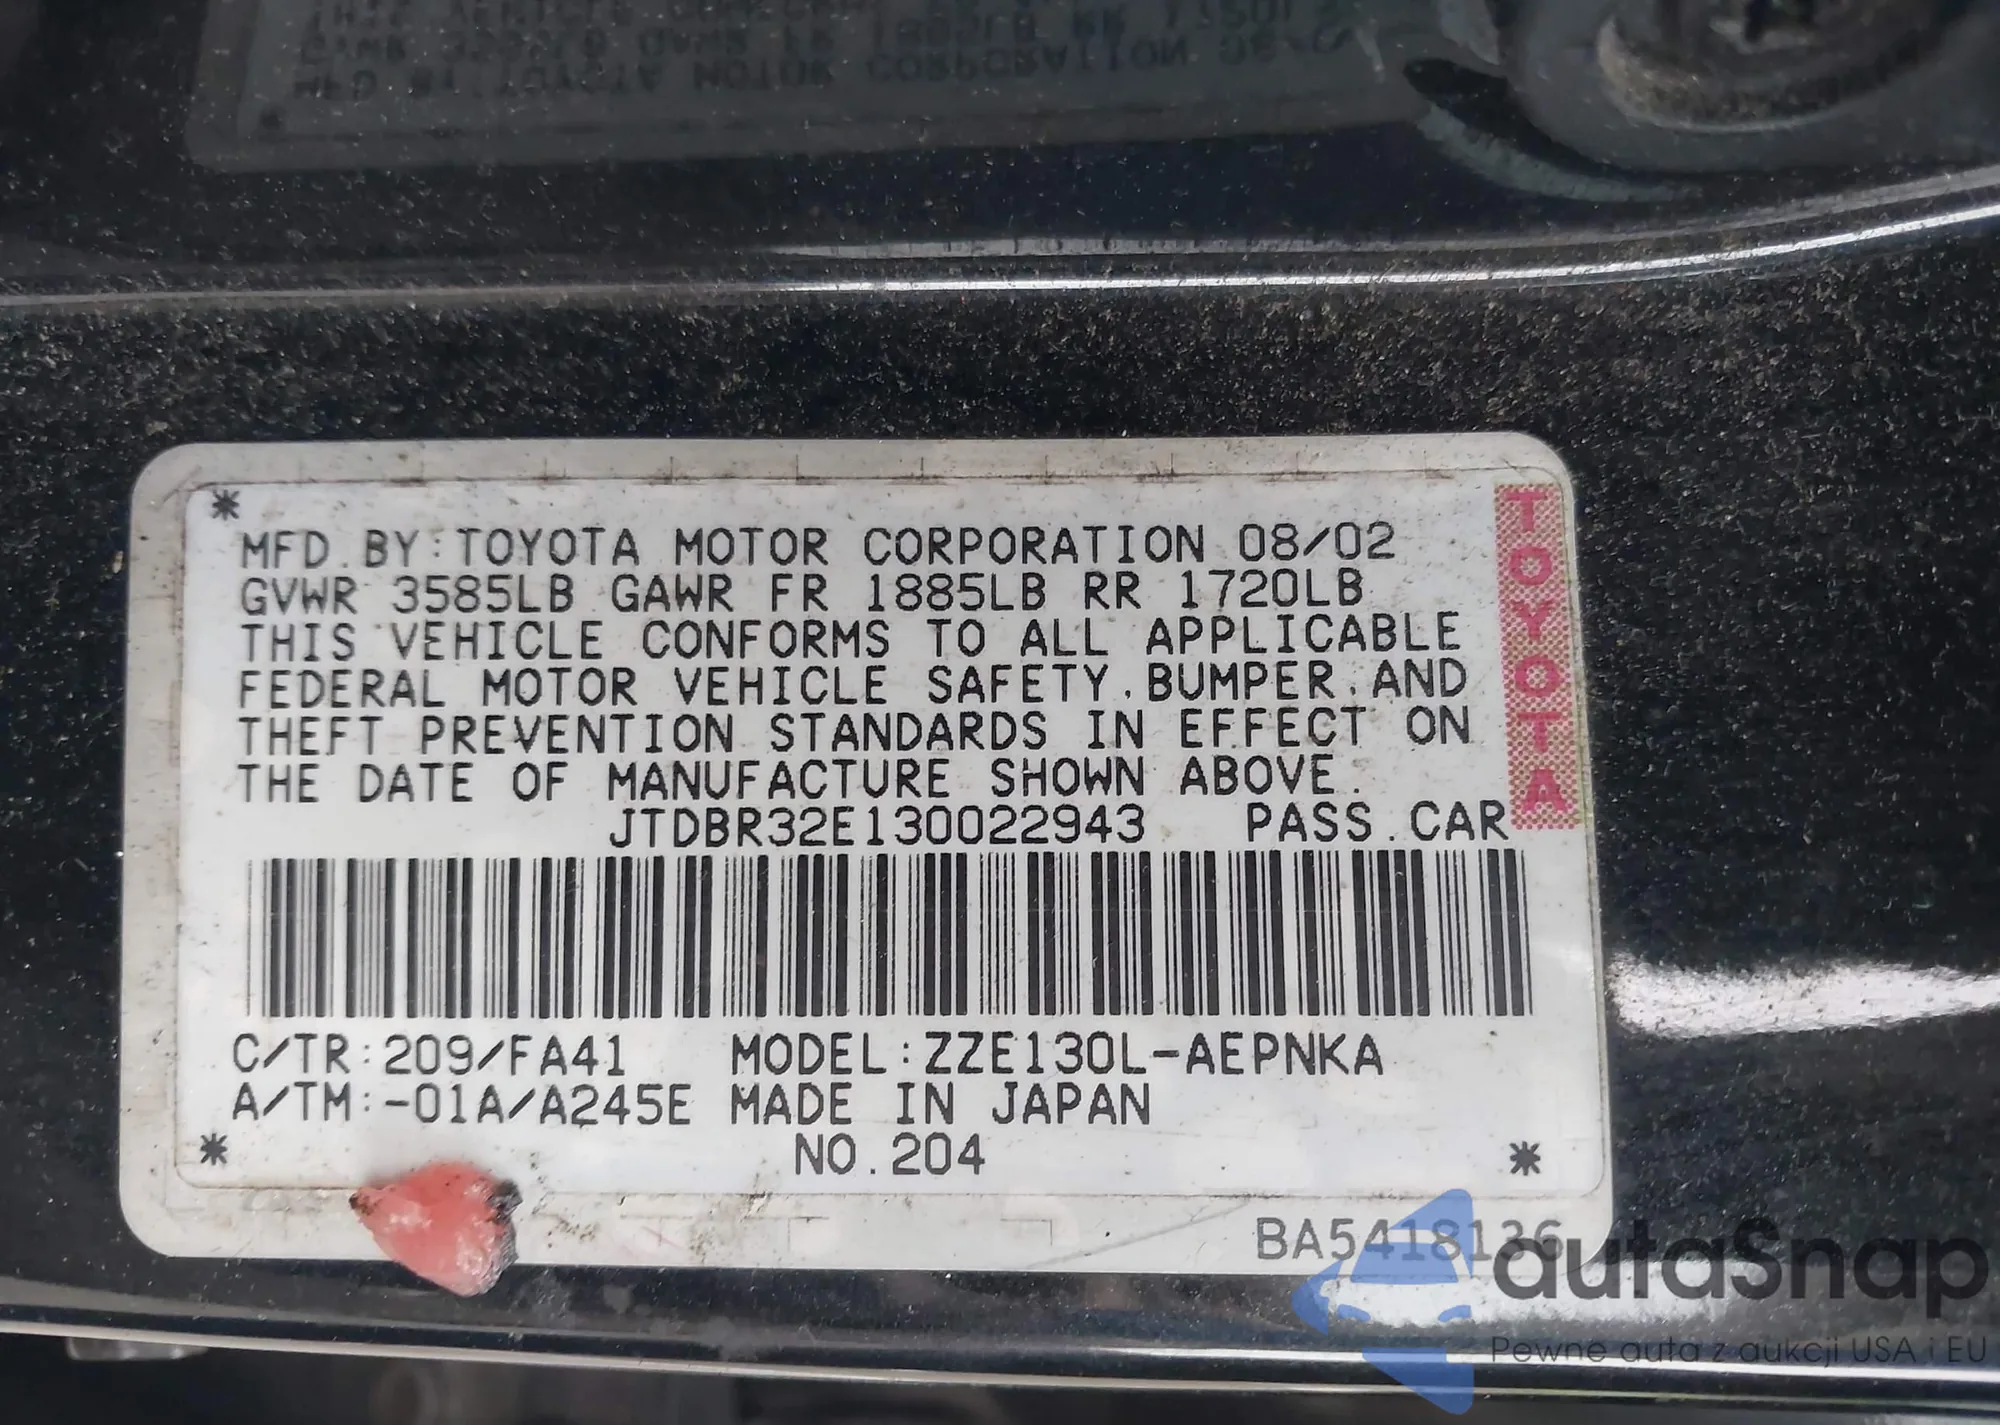 *
MFD.BY:TOYOTA MOTOR CORPORATION 08/02
GVWR 3585LB GAWR FR 1885LB RR 1720LB
THIS VEHICLE CONFORMS TO ALL APPLICABLE
FEDERAL MOTOR VEHICLE SAFETY,BUMPER,AND
THEFT PREVENTION STANDARDS IN EFFECT ON
THE DATE OF MANUFACTURE SHOWN ABOVE.
JTDBR32E130022943 PASS.CAR
TOYOTA
C/TR:209/FA41 MODEL:ZZE130L-AEPNKA
A/TM:-01A/A245E MADE IN JAPAN
* NO.204 *
BA5418136
autaSnap
Pewne auta z aukcji USA i EU